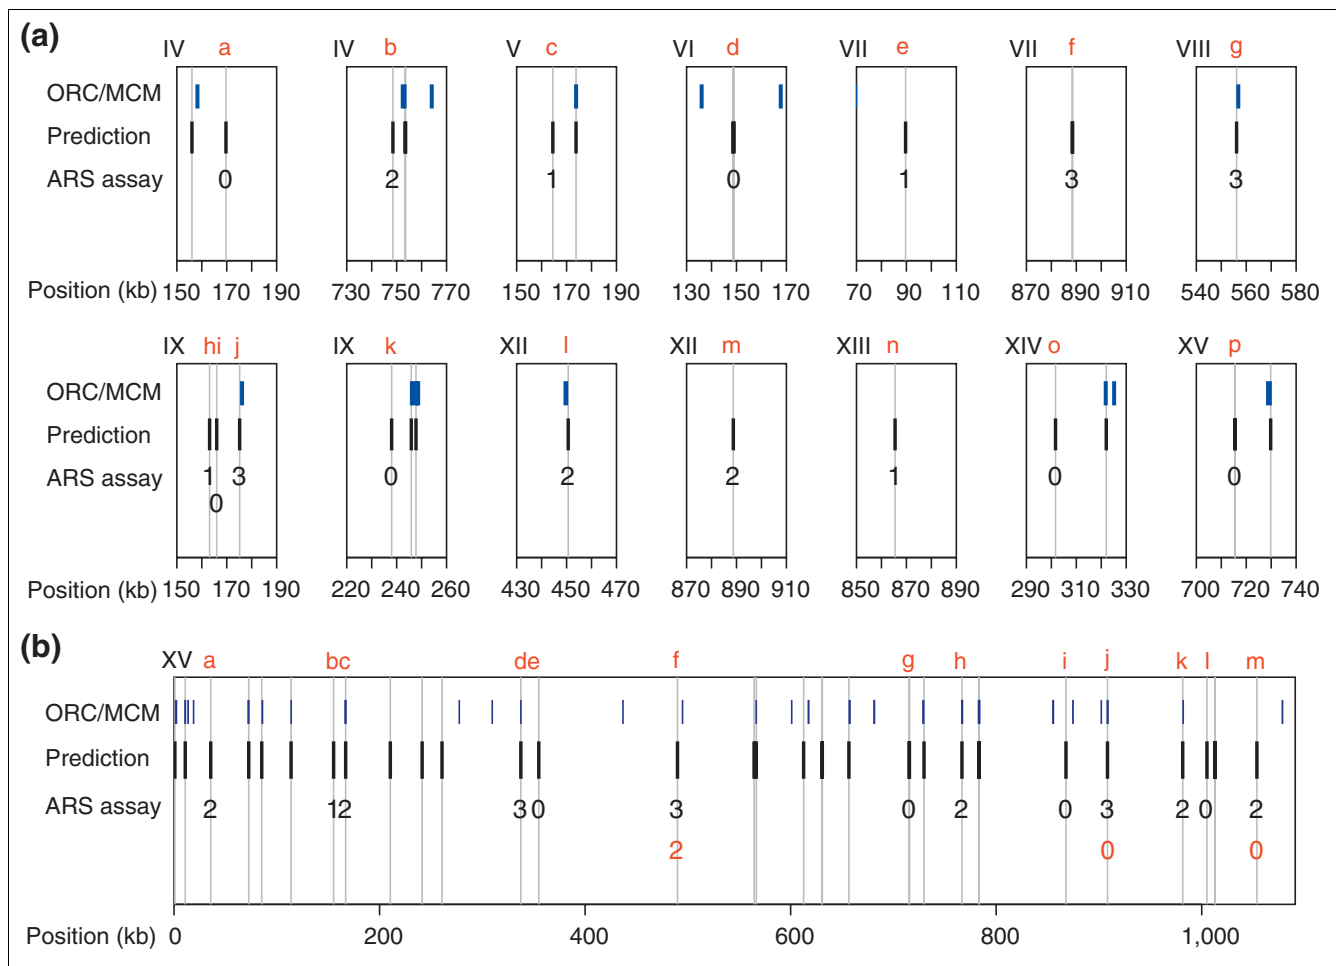 (a)
IV a IV b V c VI d VII e VII f VIII g
ORC/MCM
Prediction
ARS assay 0 2 1 0 1 3 3
Position (kb) 150 170 190 730 750 770 150 170 190 130 150 170 70 90 110 870 890 910 540 560 580
IX hi j IX k XII l XII m XIII n XIV o XV p
ORC/MCM
Prediction
ARS assay 1 3 0 2 2 1 0 0
0
Position (kb) 150 170 190 220 240 260 430 450 470 870 890 910 850 870 890 290 310 330 700 720 740
(b)
XV a bc de f g h i j k l m
ORC/MCM
Prediction
ARS assay 2 12 3 0 3 0 2 0 3 2 0 2
2 0 0
Position (kb) 0 200 400 600 800 1,000